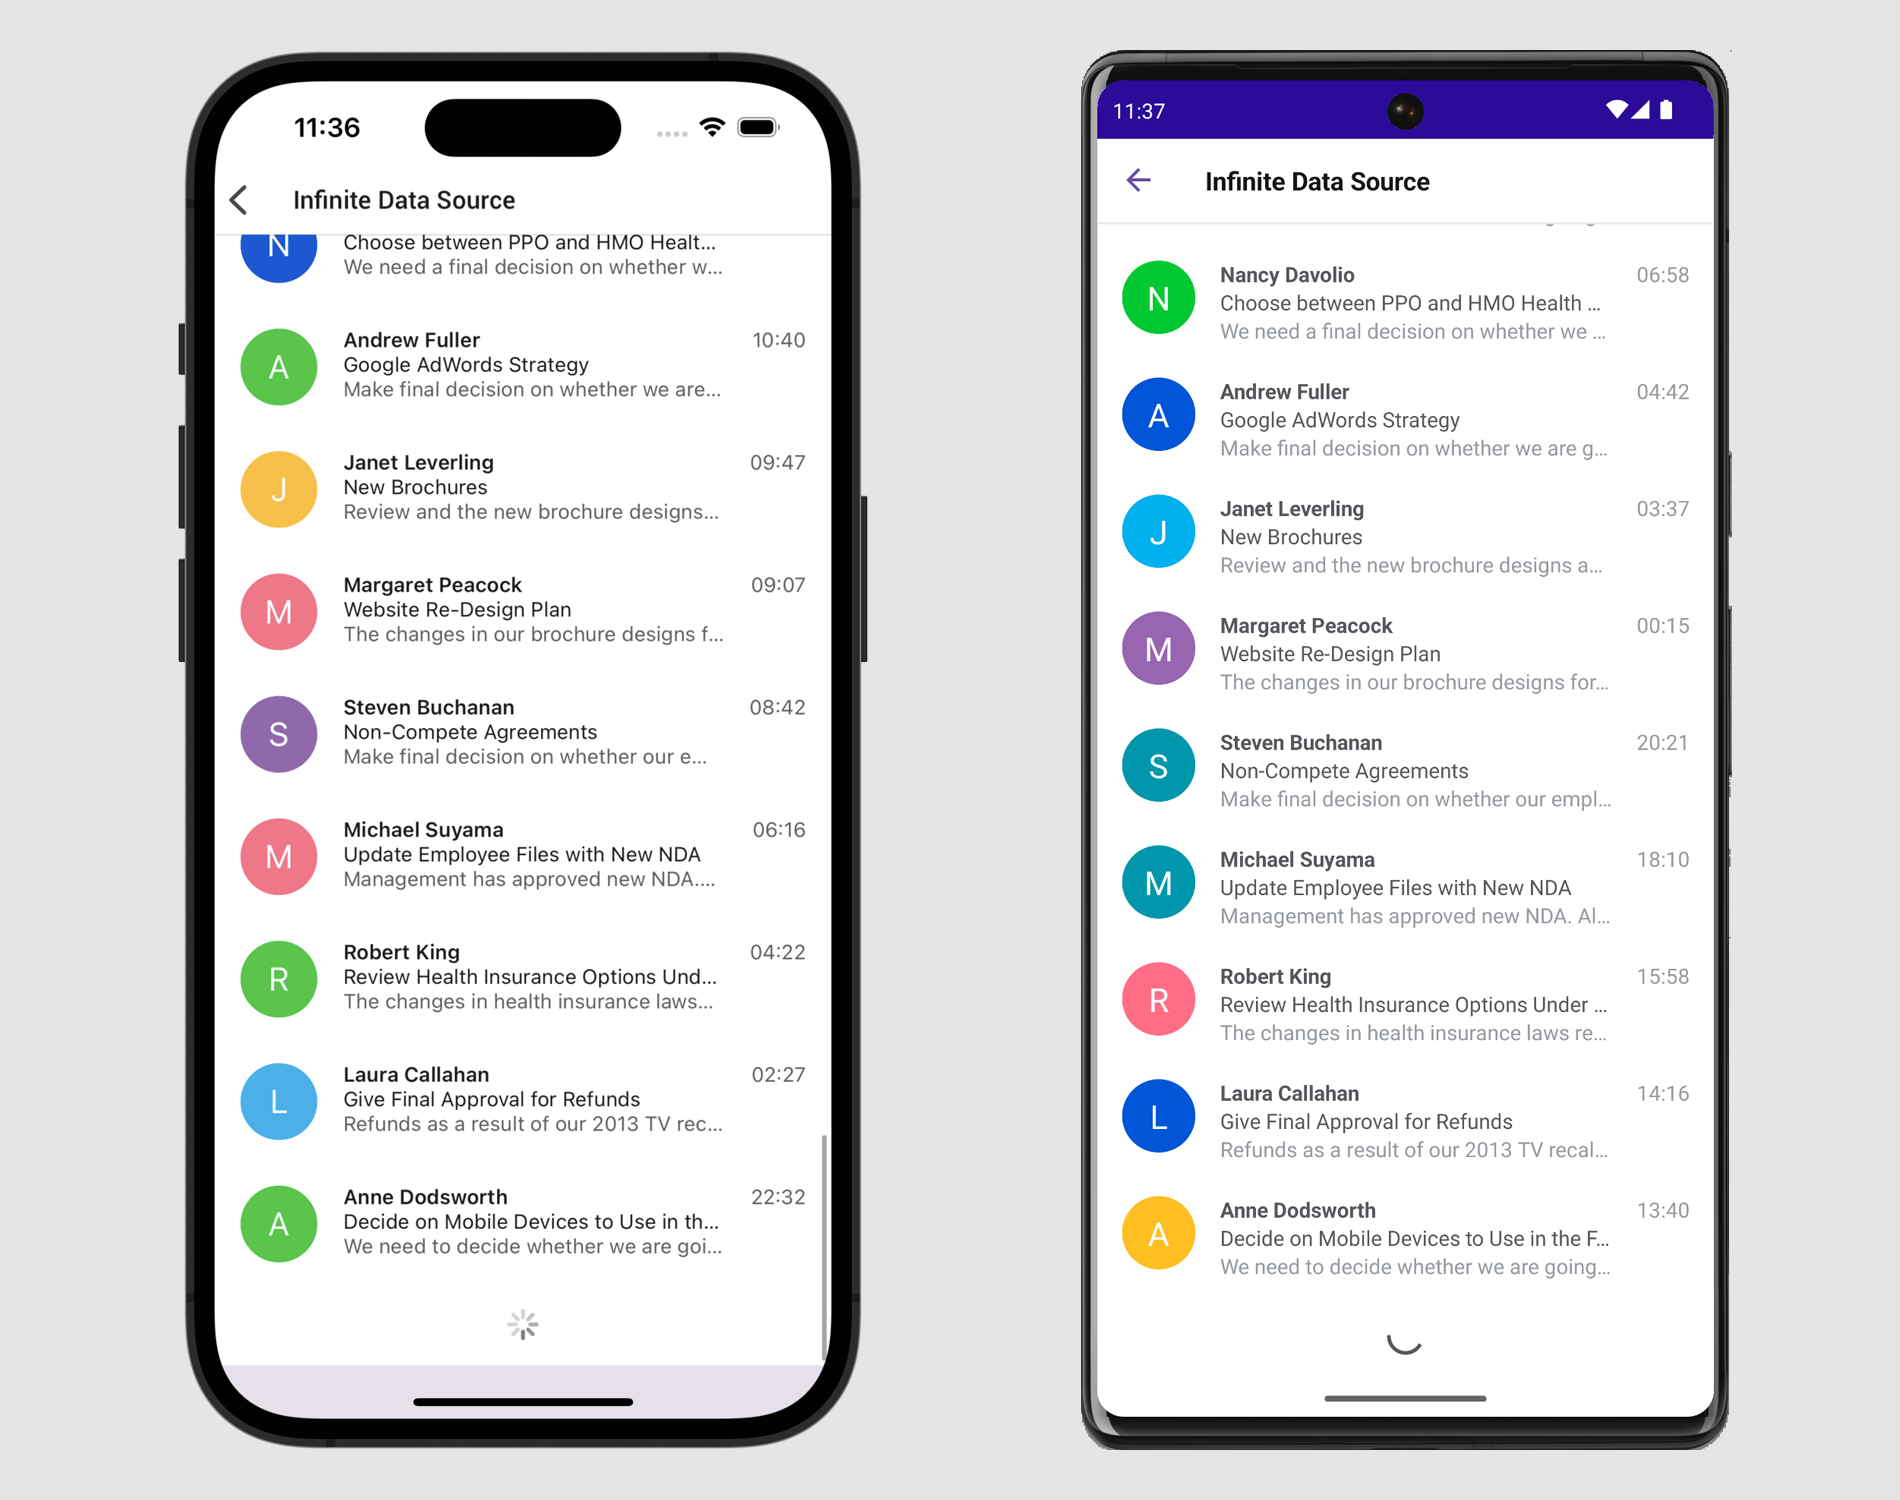 11:36
Infinite Data Source
N
Choose between PPO and HMO Healt...
We need a final decision on whether w...
A
Andrew Fuller
10:40
Google AdWords Strategy
Make final decision on whether we are...
J
Janet Leverling
09:47
New Brochures
Review and the new brochure designs...
M
Margaret Peacock
09:07
Website Re-Design Plan
The changes in our brochure designs f...
S
Steven Buchanan
08:42
Non-Compete Agreements
Make final decision on whether our e...
M
Michael Suyama
06:16
Update Employee Files with New NDA
Management has approved new NDA....
R
Robert King
04:22
Review Health Insurance Options Und...
The changes in health insurance laws...
L
Laura Callahan
02:27
Give Final Approval for Refunds
Refunds as a result of our 2013 TV rec...
A
Anne Dodsworth
22:32
Decide on Mobile Devices to Use in th...
We need to decide whether we are goi...
11:37
Infinite Data Source
N
Nancy Davolio
06:58
Choose between PPO and HMO Health ...
We need a final decision on whether we ...
A
Andrew Fuller
04:42
Google AdWords Strategy
Make final decision on whether we are g...
J
Janet Leverling
03:37
New Brochures
Review and the new brochure designs a...
M
Margaret Peacock
00:15
Website Re-Design Plan
The changes in our brochure designs for...
S
Steven Buchanan
20:21
Non-Compete Agreements
Make final decision on whether our empl...
M
Michael Suyama
18:10
Update Employee Files with New NDA
Management has approved new NDA. Al...
R
Robert King
15:58
Review Health Insurance Options Under ...
The changes in health insurance laws re...
L
Laura Callahan
14:16
Give Final Approval for Refunds
Refunds as a result of our 2013 TV recal...
A
Anne Dodsworth
13:40
Decide on Mobile Devices to Use in the F...
We need to decide whether we are going...